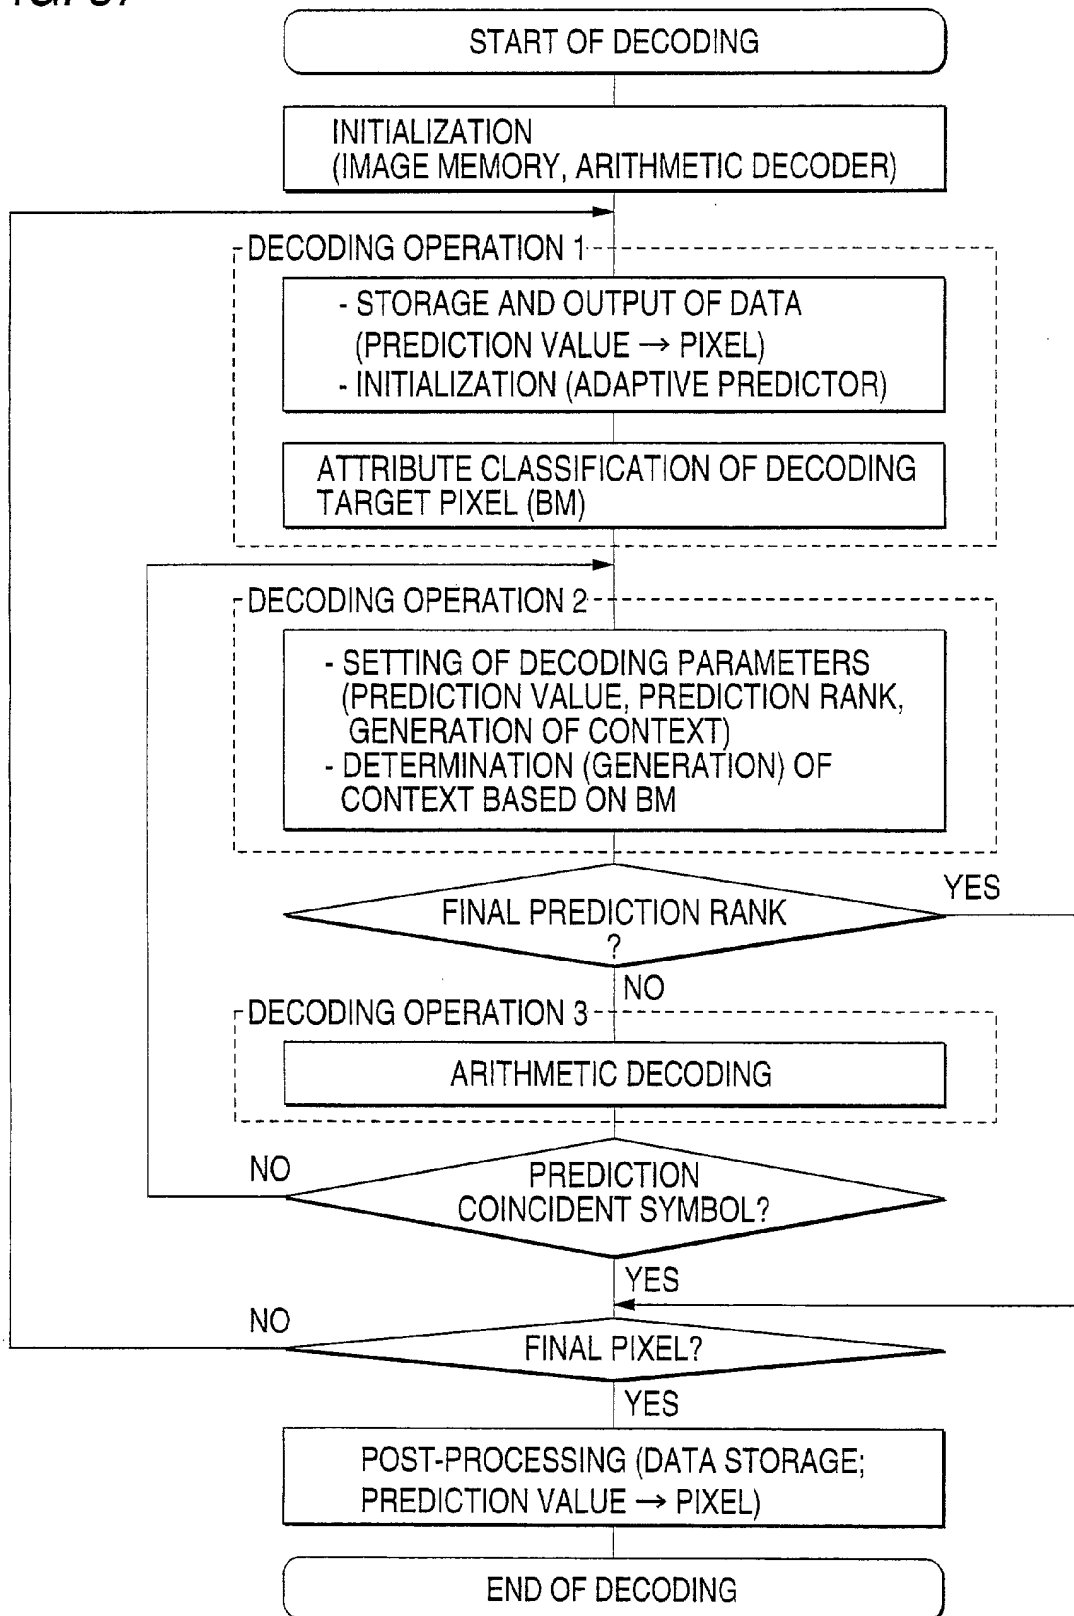 START OF DECODING
INITIALIZATION
(IMAGE MEMORY, ARITHMETIC DECODER)
DECODING OPERATION 1
- STORAGE AND OUTPUT OF DATA
(PREDICTION VALUE → PIXEL)
- INITIALIZATION (ADAPTIVE PREDICTOR)
ATTRIBUTE CLASSIFICATION OF DECODING
TARGET PIXEL (BM)
DECODING OPERATION 2
- SETTING OF DECODING PARAMETERS
(PREDICTION VALUE, PREDICTION RANK,
GENERATION OF CONTEXT)
- DETERMINATION (GENERATION) OF
CONTEXT BASED ON BM
YES
FINAL PREDICTION RANK
?
NO
DECODING OPERATION 3
ARITHMETIC DECODING
NO
PREDICTION
COINCIDENT SYMBOL?
YES
NO
FINAL PIXEL?
YES
POST-PROCESSING (DATA STORAGE;
PREDICTION VALUE → PIXEL)
END OF DECODING